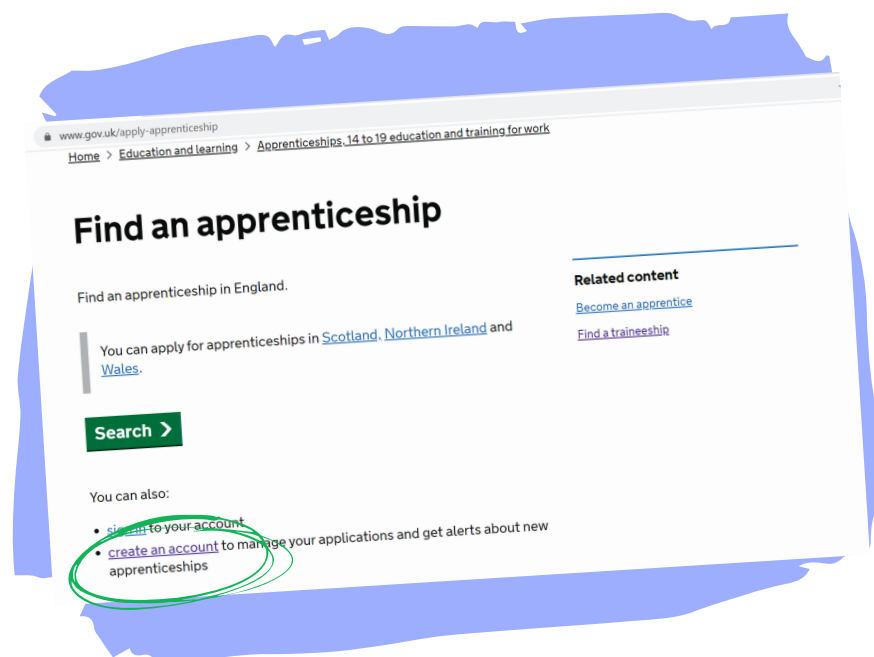 www.gov.uk/apply-apprenticeship
Home > Education and learning > Apprenticeships, 14 to 19 education and training for work
Find an apprenticeship
Find an apprenticeship in England.
You can apply for apprenticeships in Scotland, Northern Ireland and
Wales.
Search
You can also:
sign in to your account
create an account to manage your applications and get alerts about new
apprenticeships
Related content
Become an apprentice
Find a traineeship